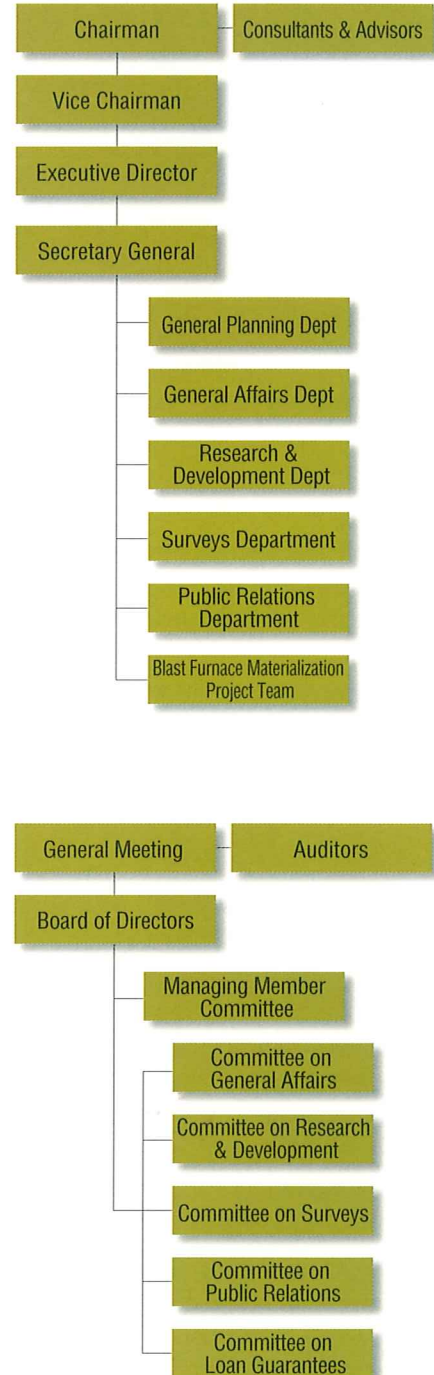 Chairman
Consultants & Advisors
Vice Chairman
Executive Director
Secretary General
General Planning Dept
General Affairs Dept
Research &
Development Dept
Surveys Department
Public Relations
Department
Blast Furnace Materialization
Project Team
General Meeting
Auditors
Board of Directors
Managing Member
Committee
Committee on
General Affairs
Committee on Research
& Development
Committee on Surveys
Committee on
Public Relations
Committee on
Loan Guarantees